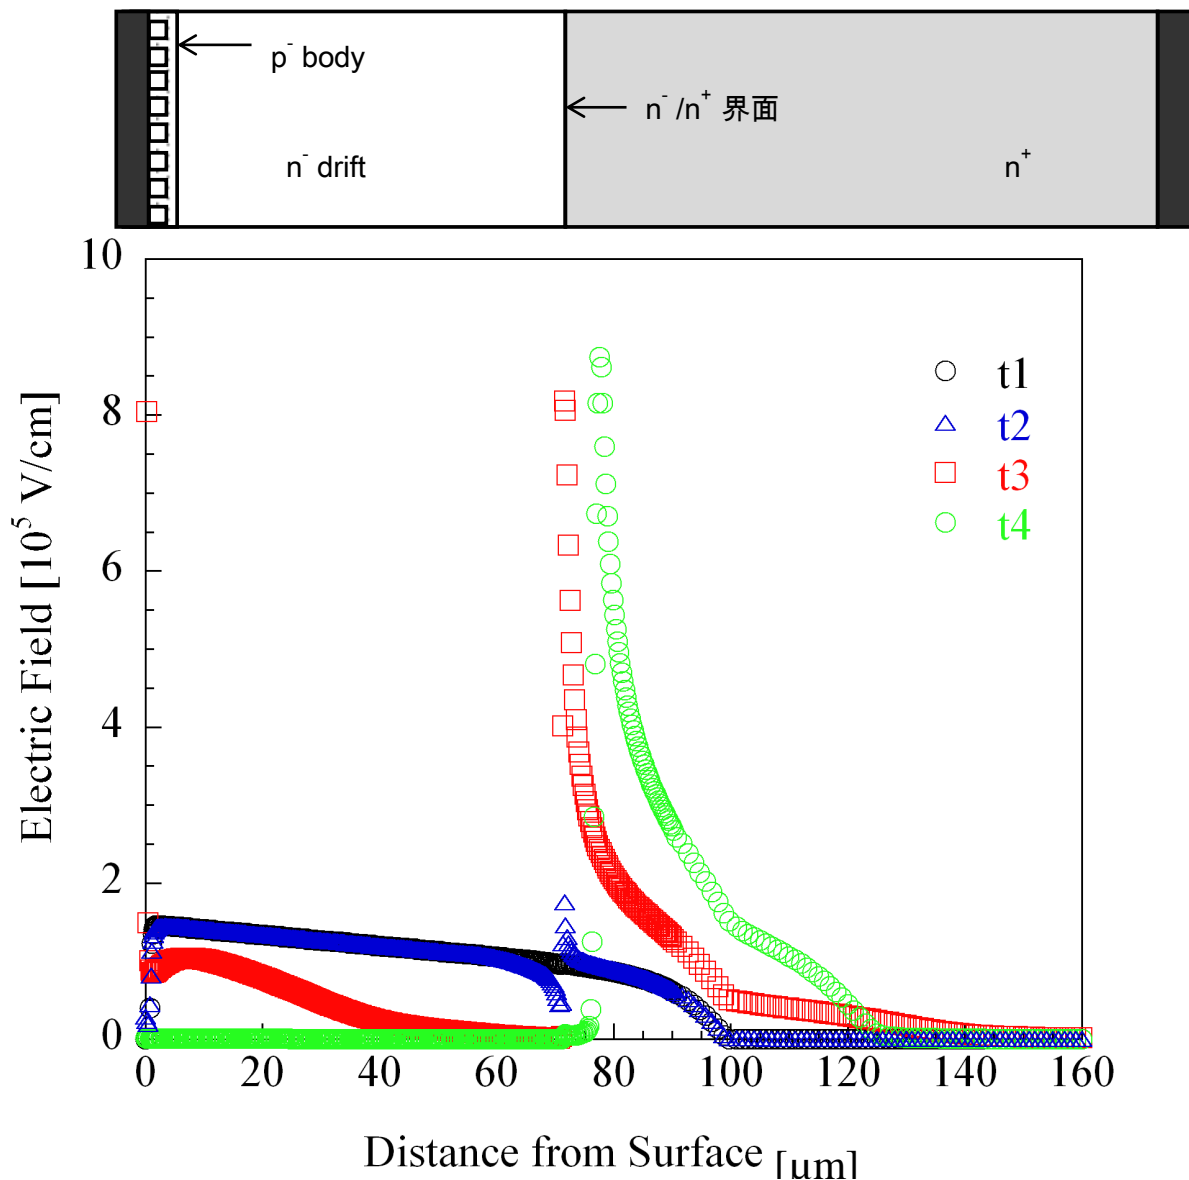 p⁻ body
n⁻/n⁺ 界面
n⁻ drift
n⁺
10
8
6
4
2
0
Electric Field [10⁵ V/cm]
t1
t2
t3
t4
0 20 40 60 80 100 120 140 160
Distance from Surface [μm]